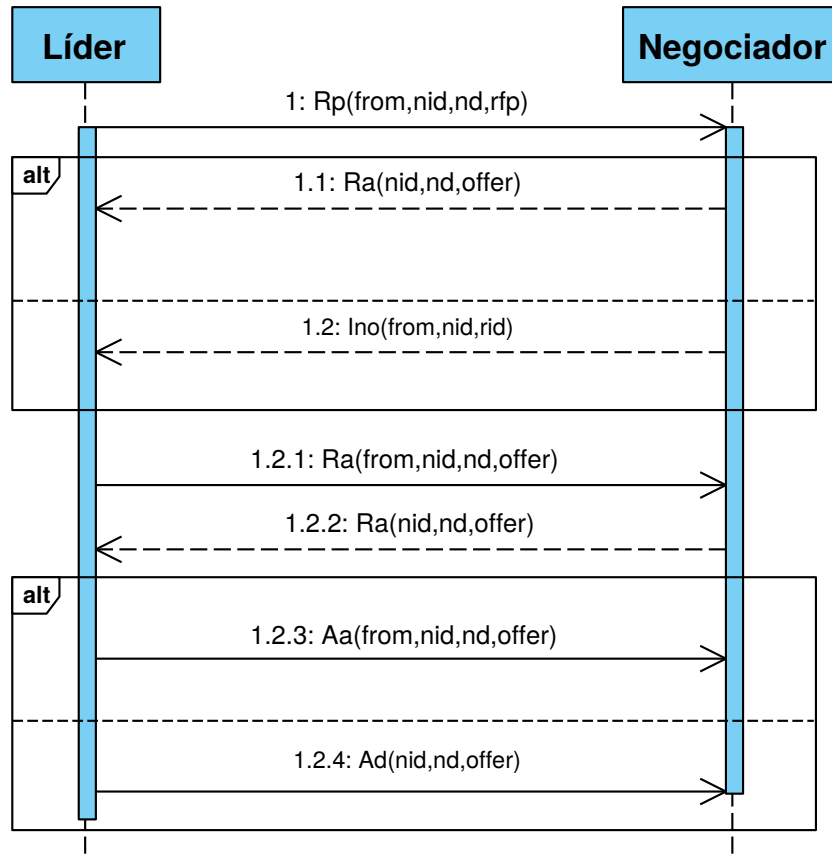 Líder
Negociador
1: Rp(from,nid,nd,rfp)
alt
1.1: Ra(nid,nd,offer)
1.2: Ino(from,nid,rid)
1.2.1: Ra(from,nid,nd,offer)
1.2.2: Ra(nid,nd,offer)
alt
1.2.3: Aa(from,nid,nd,offer)
1.2.4: Ad(nid,nd,offer)